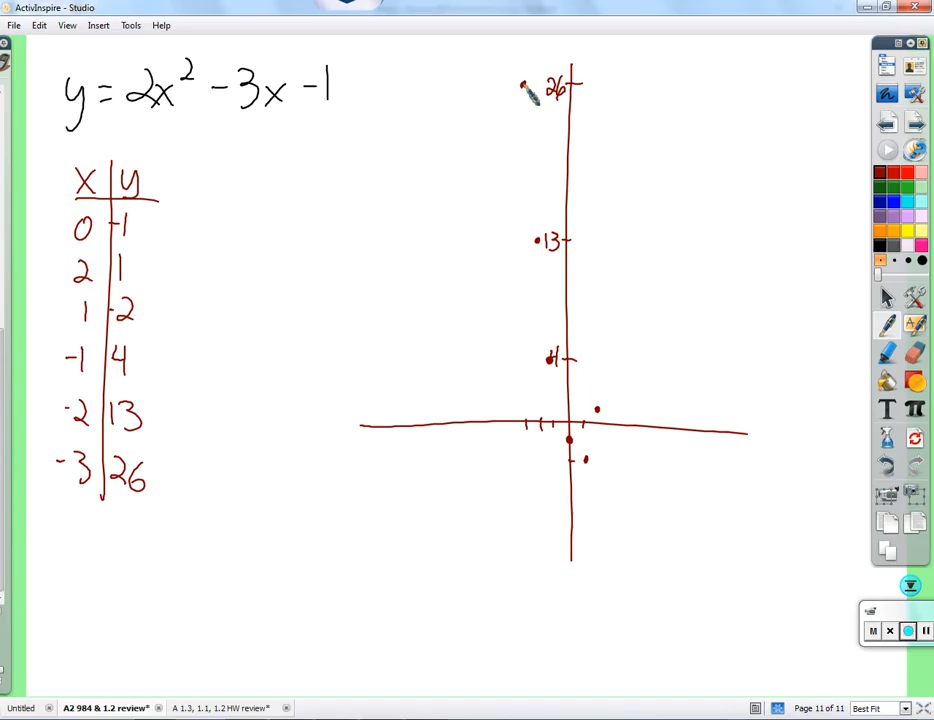 ActivInspire - Studio
File Edit View Insert Tools Help
y = 2x² - 3x - 1
x y
0 -1
2 1
1 -2
-1 4
-2 13
-3 26
26
13
4
T π
M
Untitled A2 984 & 1.2 review* A 1.3, 1.1, 1.2 HW review* Page 11 of 11 Best Fit